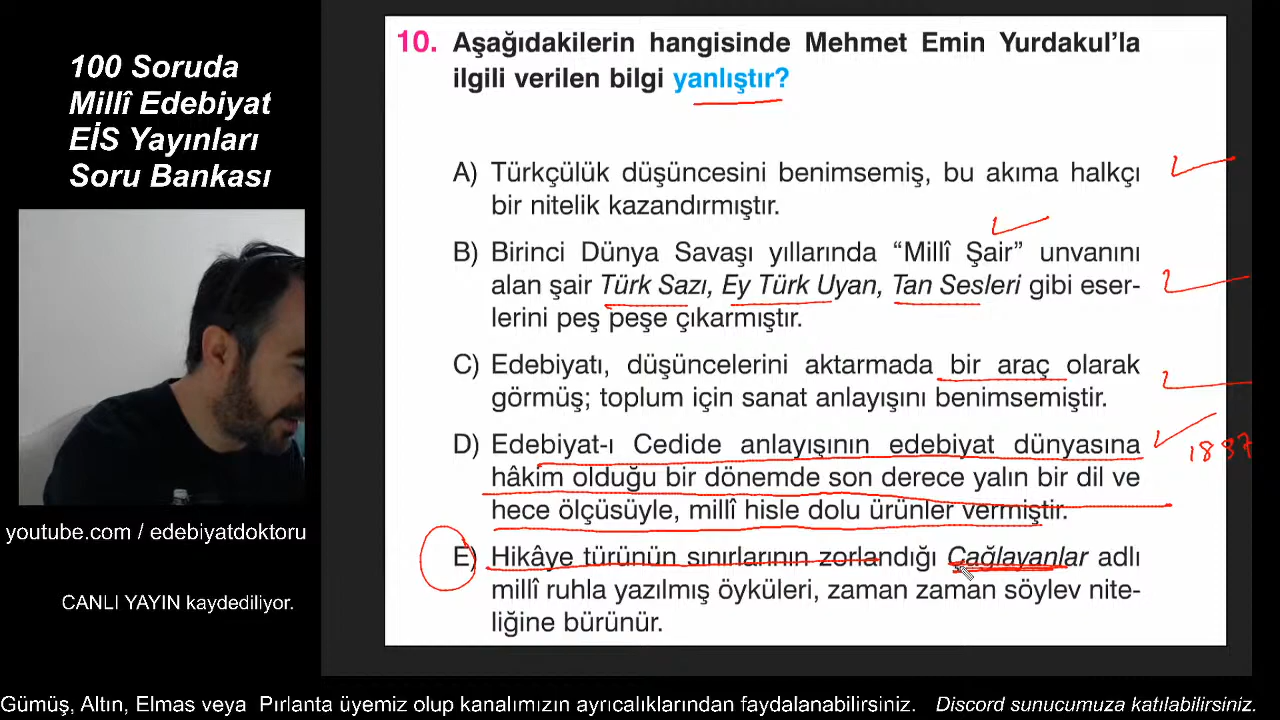 100 Soruda
Millî Edebiyat
EİS Yayınları
Soru Bankası
youtube.com / edebiyatdoktoru
CANLI YAYIN kaydediliyor.
10. Aşağıdakilerin hangisinde Mehmet Emin Yurdakul’la
ilgili verilen bilgi yanlıştır?
A) Türkçülük düşüncesini benimsemiş, bu akıma halkçı
bir nitelik kazandırmıştır.
B) Birinci Dünya Savaşı yıllarında “Millî Şair” unvanını
alan şair Türk Sazı, Ey Türk Uyan, Tan Sesleri gibi eser-
lerini peş peşe çıkarmıştır.
C) Edebiyatı, düşüncelerini aktarmada bir araç olarak
görmüş; toplum için sanat anlayışını benimsemiştir.
D) Edebiyat-ı Cedide anlayışının edebiyat dünyasına
hâkim olduğu bir dönemde son derece yalın bir dil ve
hece ölçüsüyle, millî hisle dolu ürünler vermiştir.
1897
E) Hikâye türünün sınırlarının zorlandığı Çağlayanlar adlı
millî ruhla yazılmış öyküleri, zaman zaman söylev nite-
liğine bürünür.
Gümüş, Altın, Elmas veya Pırlanta üyemiz olup kanalımızın ayrıcalıklarından faydalanabilirsiniz. Discord sunucumuza katılabilirsiniz.